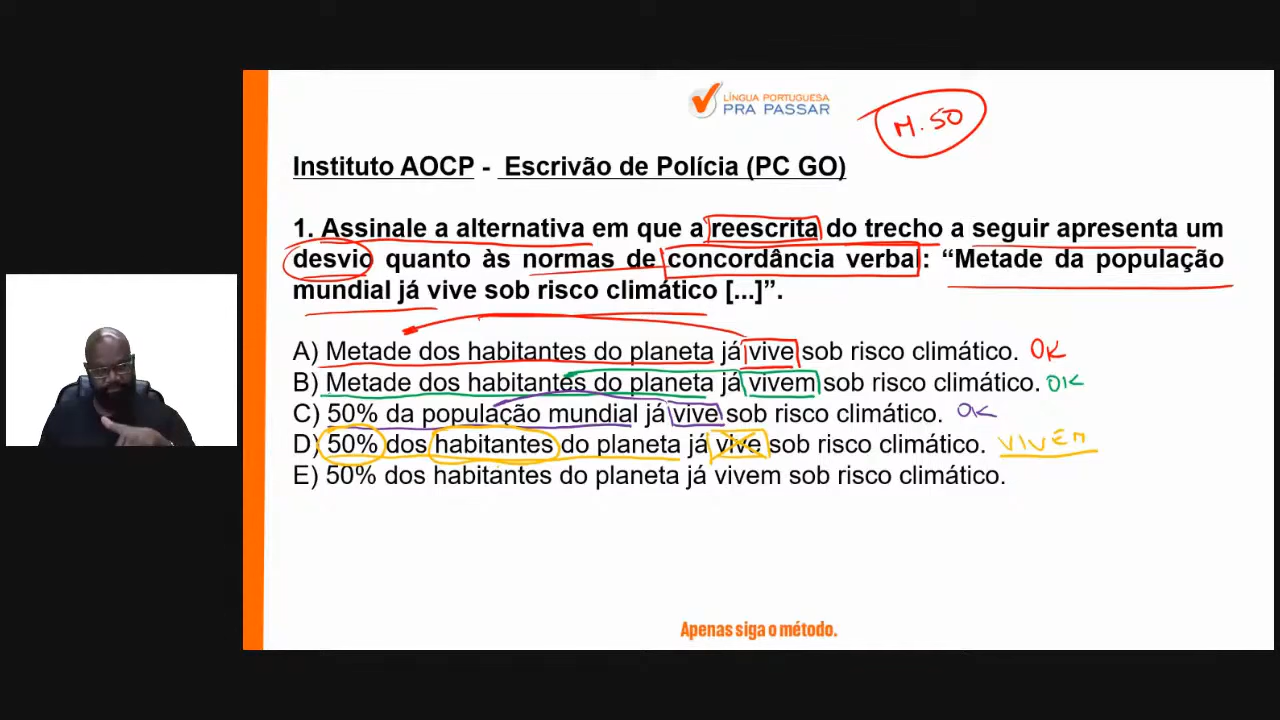 LÍNGUA PORTUGUESA
PRA PASSAR
M.50
Instituto AOCP - Escrivão de Polícia (PC GO)
1. Assinale a alternativa em que a reescrita do trecho a seguir apresenta um
desvio quanto às normas de concordância verbal: “Metade da população
mundial já vive sob risco climático [...]”.
A) Metade dos habitantes do planeta já vive sob risco climático. OK
B) Metade dos habitantes do planeta já vivem sob risco climático. OK
C) 50% da população mundial já vive sob risco climático. OK
D) 50% dos habitantes do planeta já vive sob risco climático. VIVEM
E) 50% dos habitantes do planeta já vivem sob risco climático.
Apenas siga o método.